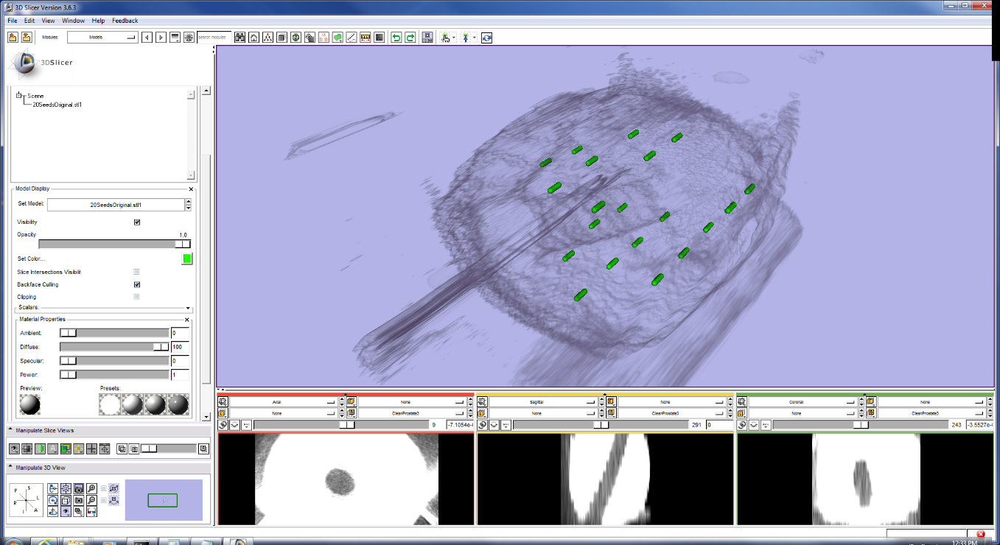 3D Slicer Version 3.6.3
File Edit View Window Help Feedback
Modules: Models search modules
3DSlicer
Scene
20SeedsOriginal.stl1
Model Display
Set Model: 20SeedsOriginal.stl1
Visibility
Opacity 1.0
Set Color...
Slice Intersections Visibilit
Backface Culling
Clipping
Scalars:
Material Properties
Ambient: 0
Diffuse: 100
Specular: 0
Power: 1
Preview: Presets:
Manipulate Slice Views
Manipulate 3D View
P S
R L
I A
Axial None
None CleanProstate3
9 -7.1054e-
Sagittal None
None CleanProstate3
291 0
Coronal None
None CleanProstate3
243 -3.5527e-
12:33 PM